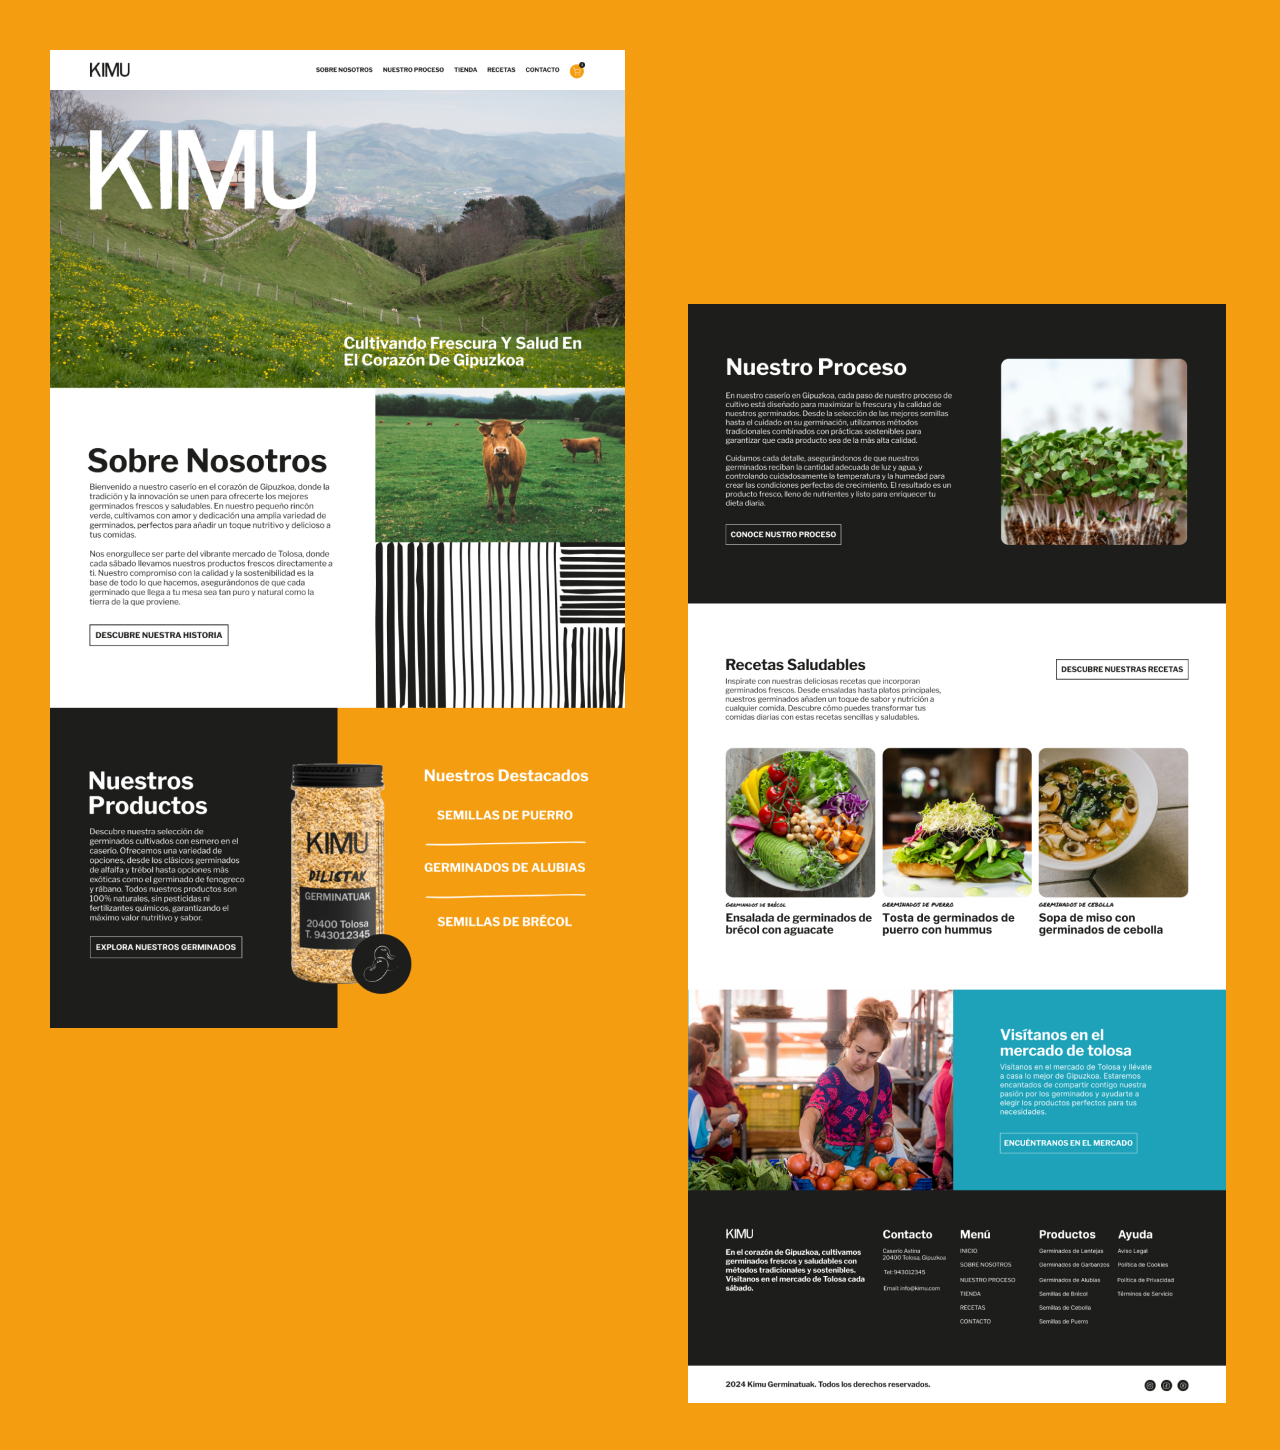 KIMU
SOBRE NOSOTROS NUESTRO PROCESO TIENDA RECETAS CONTACTO
KIMU
Cultivando Frescura Y Salud En
El Corazón De Gipuzkoa
Sobre Nosotros
Bienvenido a nuestro caserío en el corazón de Gipuzkoa, donde la
tradición y la innovación se unen para ofrecerte los mejores
germinados frescos y saludables. En nuestro pequeño rincón
verde, cultivamos con amor y dedicación una amplia variedad de
germinados, perfectos para añadir un toque nutritivo y delicioso a
tus comidas.
Nos enorgullece ser parte del vibrante mercado de Tolosa, donde
cada sábado llevamos nuestros productos frescos directamente a
ti. Nuestro compromiso con la calidad y la sostenibilidad es la
base de todo lo que hacemos, asegurándonos de que cada
germinado que llega a tu mesa sea tan puro y natural como la
tierra de la que proviene.
DESCUBRE NUESTRA HISTORIA
Nuestros
Productos
Descubre nuestra selección de
germinados cultivados con esmero en el
caserío. Ofrecemos una variedad de
opciones, desde los clásicos germinados
de alfalfa y trébol hasta opciones más
exóticas como el germinado de fenogreco
y rábano. Todos nuestros productos son
100% naturales, sin pesticidas ni
fertilizantes químicos, garantizando el
máximo valor nutritivo y sabor.
EXPLORA NUESTROS GERMINADOS
KIMU
DILISTAK
GERMINATUAK
20400 Tolosa
T. 943012345
Nuestros Destacados
SEMILLAS DE PUERRO
GERMINADOS DE ALUBIAS
SEMILLAS DE BRÉCOL
Nuestro Proceso
En nuestro caserío en Gipuzkoa, cada paso de nuestro proceso de
cultivo está diseñado para maximizar la frescura y la calidad de
nuestros germinados. Desde la selección de las mejores semillas
hasta el cuidado en su germinación, utilizamos métodos
tradicionales combinados con prácticas sostenibles para
garantizar que cada producto sea de la más alta calidad.
Cuidamos cada detalle, asegurándonos de que nuestros
germinados reciban la cantidad adecuada de luz y agua, y
controlando cuidadosamente la temperatura y la humedad para
crear las condiciones perfectas de crecimiento. El resultado es un
producto fresco, lleno de nutrientes y listo para enriquecer tu
dieta diaria.
CONOCE NUSTRO PROCESO
Recetas Saludables
Inspírate con nuestras deliciosas recetas que incorporan
germinados frescos. Desde ensaladas hasta platos principales,
nuestros germinados añaden un toque de sabor y nutrición a
cualquier comida. Descubre cómo puedes transformar tus
comidas diarias con estas recetas sencillas y saludables.
DESCUBRE NUESTRAS RECETAS
GERMINADOS DE BRÉCOL
Ensalada de germinados de
brécol con aguacate
GERMINADOS DE PUERRO
Tosta de germinados de
puerro con hummus
GERMINADOS DE CEBOLLA
Sopa de miso con
germinados de cebolla
Visítanos en el
mercado de tolosa
Visítanos en el mercado de Tolosa y llévate
a casa lo mejor de Gipuzkoa. Estaremos
encantados de compartir contigo nuestra
pasión por los germinados y ayudarte a
elegir los productos perfectos para tus
necesidades.
ENCUÉNTRANOS EN EL MERCADO
KIMU
En el corazón de Gipuzkoa, cultivamos
germinados frescos y saludables con
métodos tradicionales y sostenibles.
Visítanos en el mercado de Tolosa cada
sábado.
Contacto
Caserío Astina
20400 Tolosa, Gipuzkoa
Tel: 943012345
Email: info@kimu.com
Menú
INICIO
SOBRE NOSOTROS
NUESTRO PROCESO
TIENDA
RECETAS
CONTACTO
Productos
Germinados de Lentejas
Germinados de Garbanzos
Germinados de Alubias
Semillas de Brécol
Semillas de Cebolla
Semillas de Puerro
Ayuda
Aviso Legal
Política de Cookies
Política de Privacidad
Términos de Servicio
2024 Kimu Germinatuak. Todos los derechos reservados.